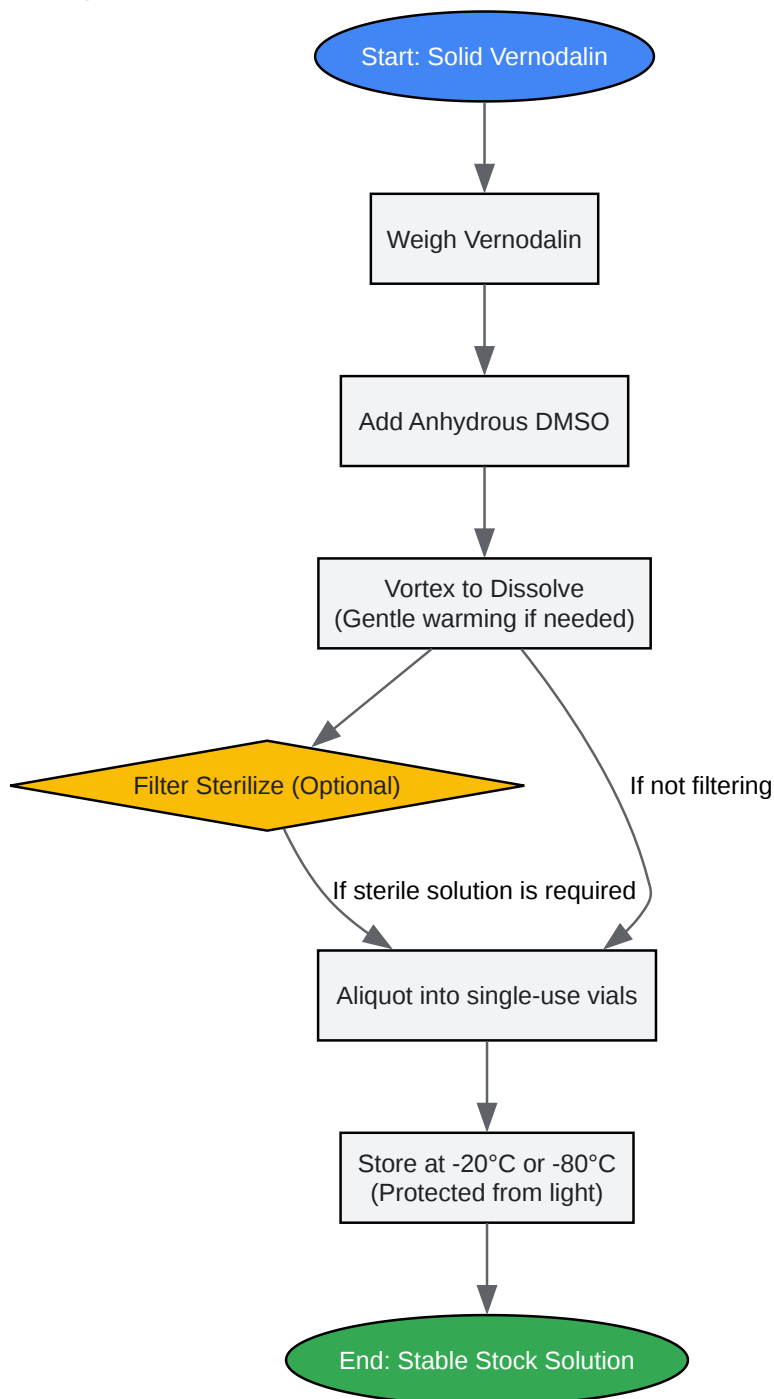 Start: Solid Vernodalin
Weigh Vernodalin
Add Anhydrous DMSO
Vortex to Dissolve
(Gentle warming if needed)
Filter Sterilize (Optional)
If not filtering
If sterile solution is required
Aliquot into single-use vials
Store at -20°C or -80°C
(Protected from light)
End: Stable Stock Solution